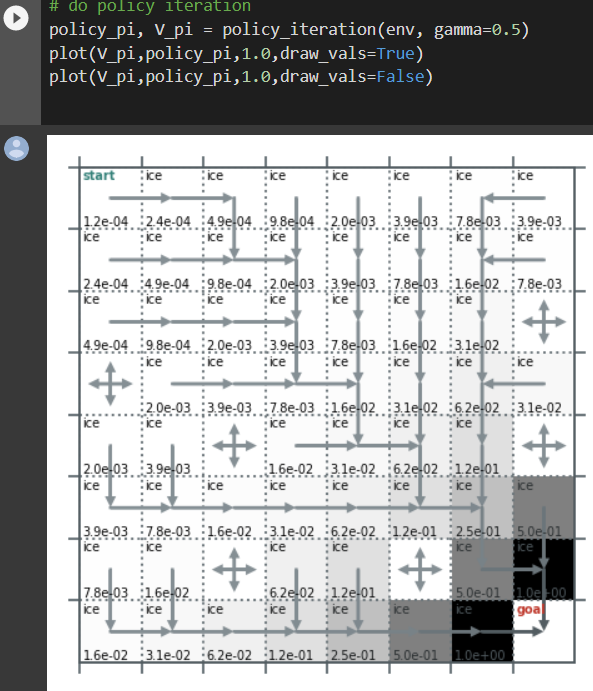 # do policy iteration
policy_pi, V_pi = policy_iteration(env, gamma=0.5)
plot(V_pi,policy_pi,1.0,draw_vals=True)
plot(V_pi,policy_pi,1.0,draw_vals=False)
start ice ice ice ice ice ice ice
1.2e-04 2.4e-04 4.9e-04 9.8e-04 2.0e-03 3.9e-03 7.8e-03 3.9e-03
ice ice ice ice ice ice ice ice
2.4e-04 4.9e-04 9.8e-04 2.0e-03 3.9e-03 7.8e-03 1.6e-02 7.8e-03
ice ice ice ice ice ice ice
4.9e-04 9.8e-04 2.0e-03 3.9e-03 7.8e-03 1.6e-02 3.1e-02
ice ice ice ice ice ice ice
2.0e-03 3.9e-03 7.8e-03 1.6e-02 3.1e-02 6.2e-02 3.1e-02
ice ice ice ice ice ice
2.0e-03 3.9e-03 1.6e-02 3.1e-02 6.2e-02 1.2e-01
ice ice ice ice ice ice ice ice
3.9e-03 7.8e-03 1.6e-02 3.1e-02 6.2e-02 1.2e-01 2.5e-01 5.0e-01
ice ice ice ice ice ice
7.8e-03 1.6e-02 6.2e-02 1.2e-01 5.0e-01 1.0e+00
ice ice ice ice ice ice ice goal
1.6e-02 3.1e-02 6.2e-02 1.2e-01 2.5e-01 5.0e-01 1.0e+00